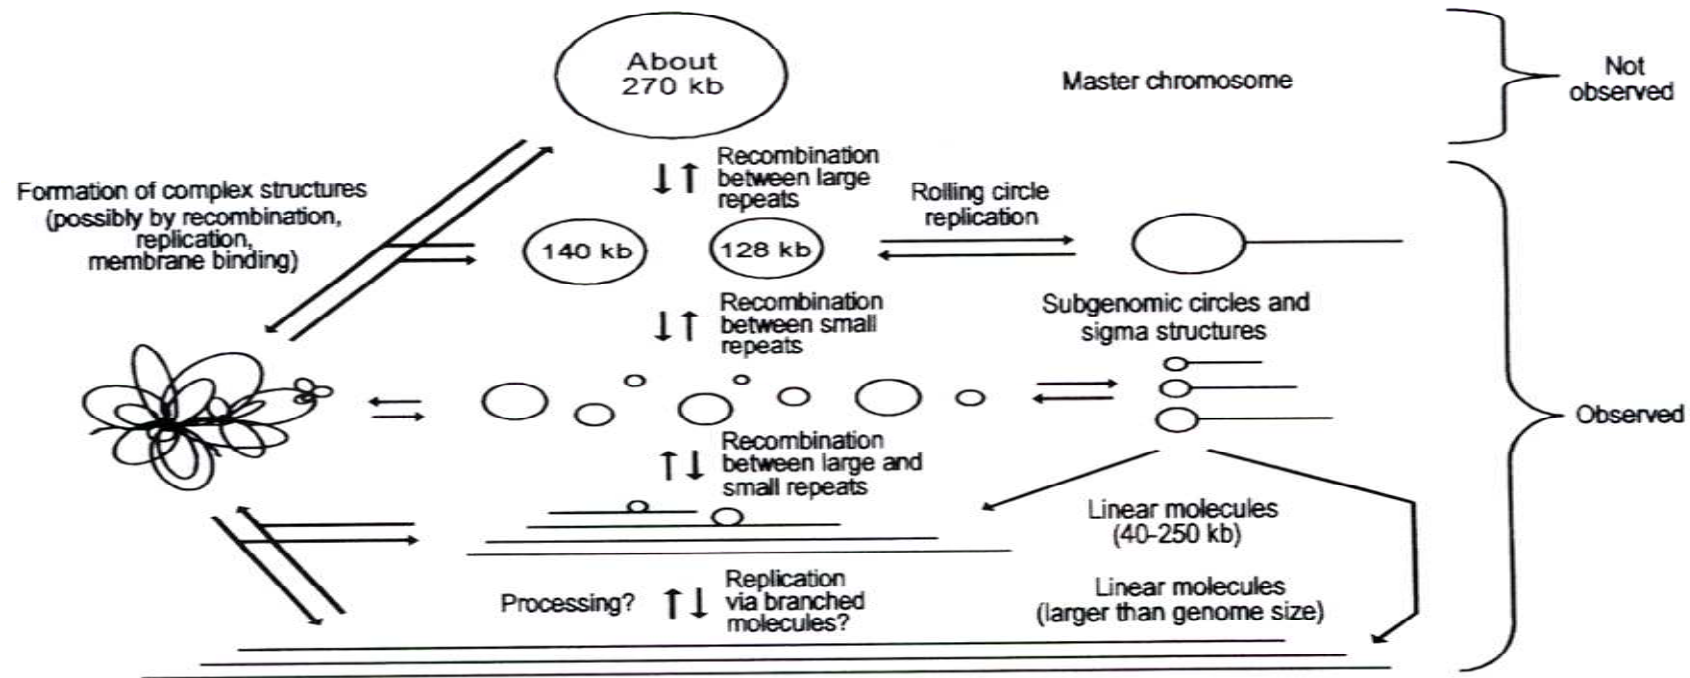 About
270 kb
Master chromosome
Not
observed
Recombination
between large
repeats
Formation of complex structures
(possibly by recombination,
replication,
membrane binding)
Rolling circle
replication
140 kb
128 kb
Recombination
between small
repeats
Subgenomic circles and
sigma structures
Observed
Recombination
between large and
small repeats
Linear molecules
(40-250 kb)
Processing?
Replication
via branched
molecules?
Linear molecules
(larger than genome size)